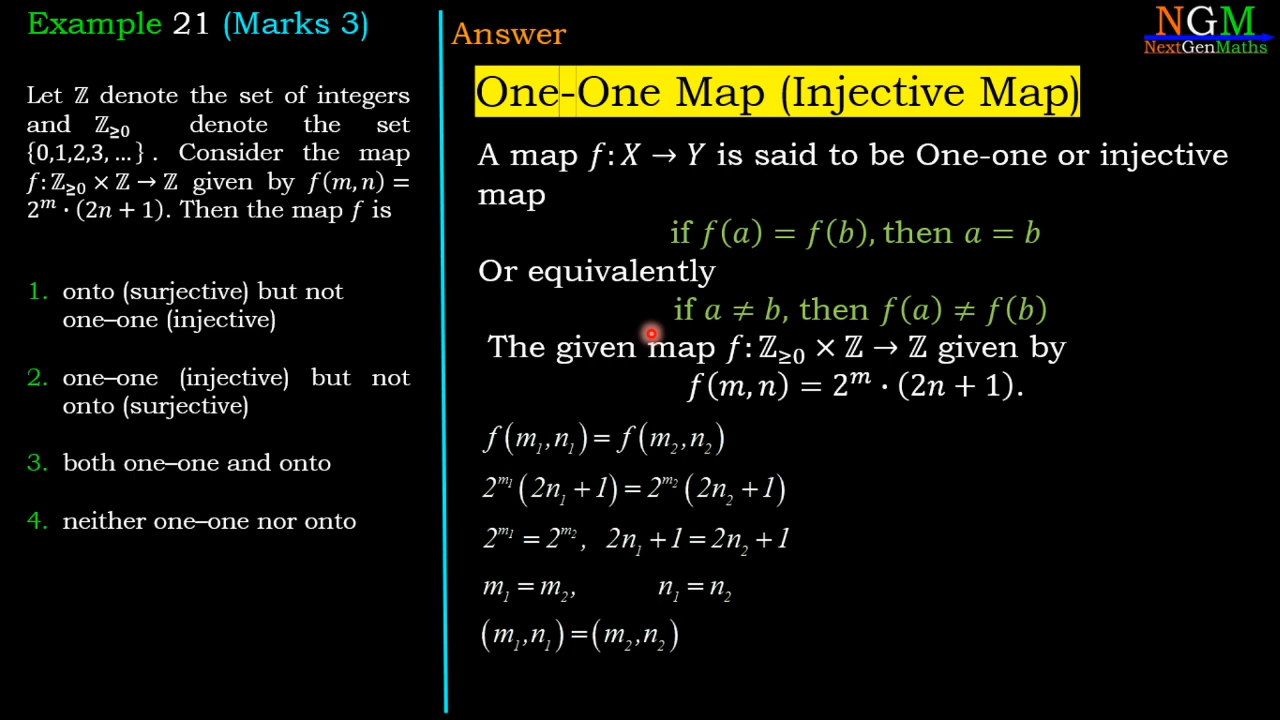 Example 21 (Marks 3)
Let ℤ denote the set of integers
and ℤ≥0 denote the set
{0,1,2,3, …}. Consider the map
f: ℤ≥0 × ℤ → ℤ given by f(m, n) =
2ᵐ · (2n + 1). Then the map f is
1. onto (surjective) but not
one–one (injective)
2. one–one (injective) but not
onto (surjective)
3. both one–one and onto
4. neither one–one nor onto
Answer
NGM
NextGenMaths
One-One Map (Injective Map)
A map f: X → Y is said to be One-one or injective
map
if f(a) = f(b), then a = b
Or equivalently
if a ≠ b, then f(a) ≠ f(b)
The given map f: ℤ≥0 × ℤ → ℤ given by
f(m, n) = 2ᵐ · (2n + 1).
f(m₁,n₁) = f(m₂,n₂)
2^m₁ (2n₁ + 1) = 2^m₂ (2n₂ + 1)
2^m₁ = 2^m₂, 2n₁ + 1 = 2n₂ + 1
m₁ = m₂, n₁ = n₂
(m₁,n₁) = (m₂,n₂)